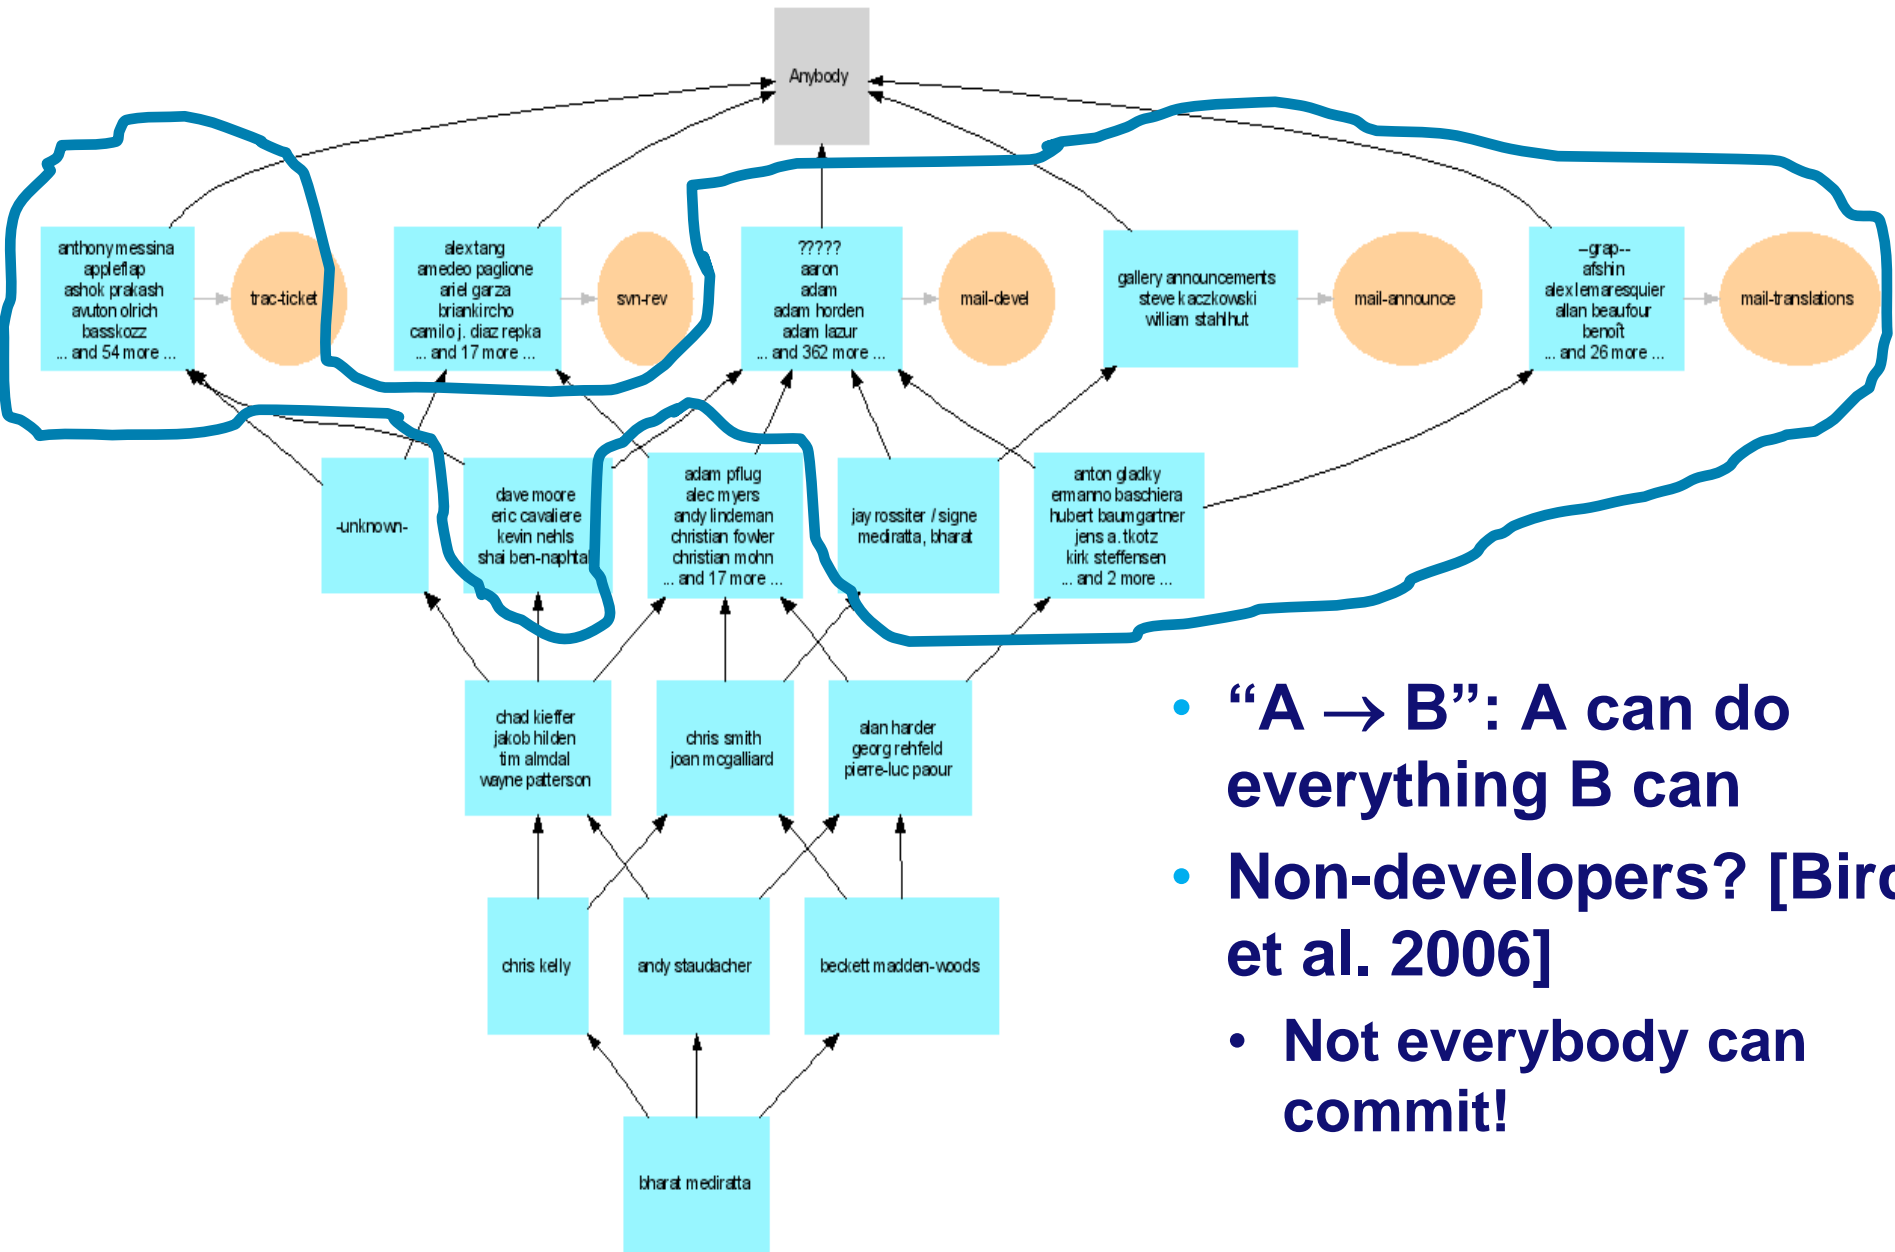 Anybody
anthony messina
appleflap
ashok prakash
avuton olrich
basskozz
... and 54 more ...
trac-ticket
alextang
amedeo paglione
ariel garza
briankircho
camilo j. diaz repka
... and 17 more ...
svn-rev
?????
aaron
adam
adam horden
adam lazur
... and 362 more ...
mail-devel
gallery announcements
steve kaczkowski
william stahlhut
mail-announce
--grap--
afshin
alex lemaresquier
allan beaufour
benoît
... and 26 more ...
mail-translations
-unknown-
dave moore
eric cavaliere
kevin nehls
shai ben-naphtal
adam pflug
alec myers
andy lindeman
christian fowler
christian mohn
... and 17 more ...
jay rossiter / signe
mediratta, bharat
anton gladky
ermanno baschiera
hubert baumgartner
jens a. tkotz
kirk steffensen
... and 2 more ...
chad kieffer
jakob hilden
tim almdal
wayne patterson
chris smith
joan mcgalliard
alan harder
georg rehfeld
pierre-luc paour
chris kelly
andy staudacher
beckett madden-woods
bharat mediratta
• “A → B”: A can do
everything B can
• Non-developers? [Bird
et al. 2006]
• Not everybody can
commit!